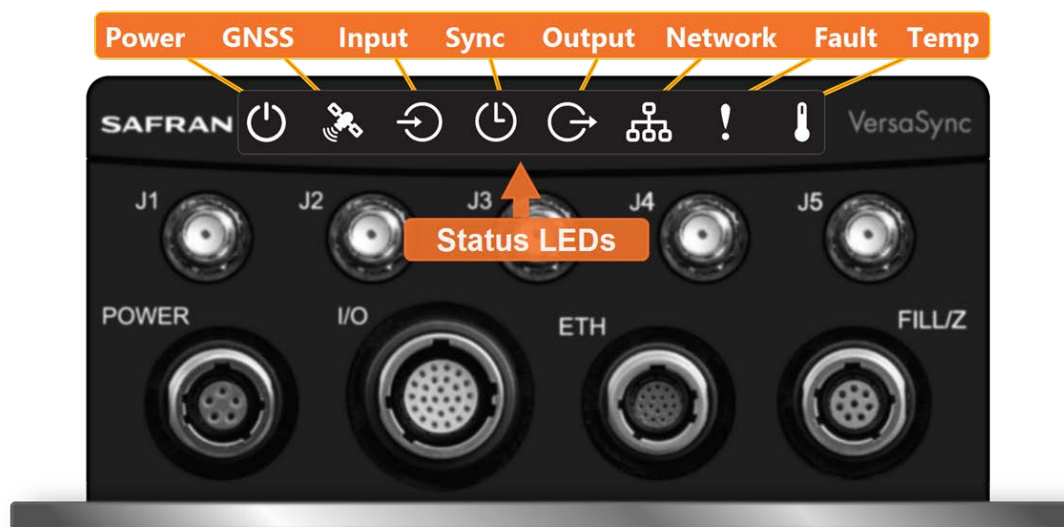 Power GNSS Input Sync Output Network Fault Temp
SAFRAN VersaSync
J1 J2 J3 J4 J5
Status LEDs
POWER I/O ETH FILL/Z